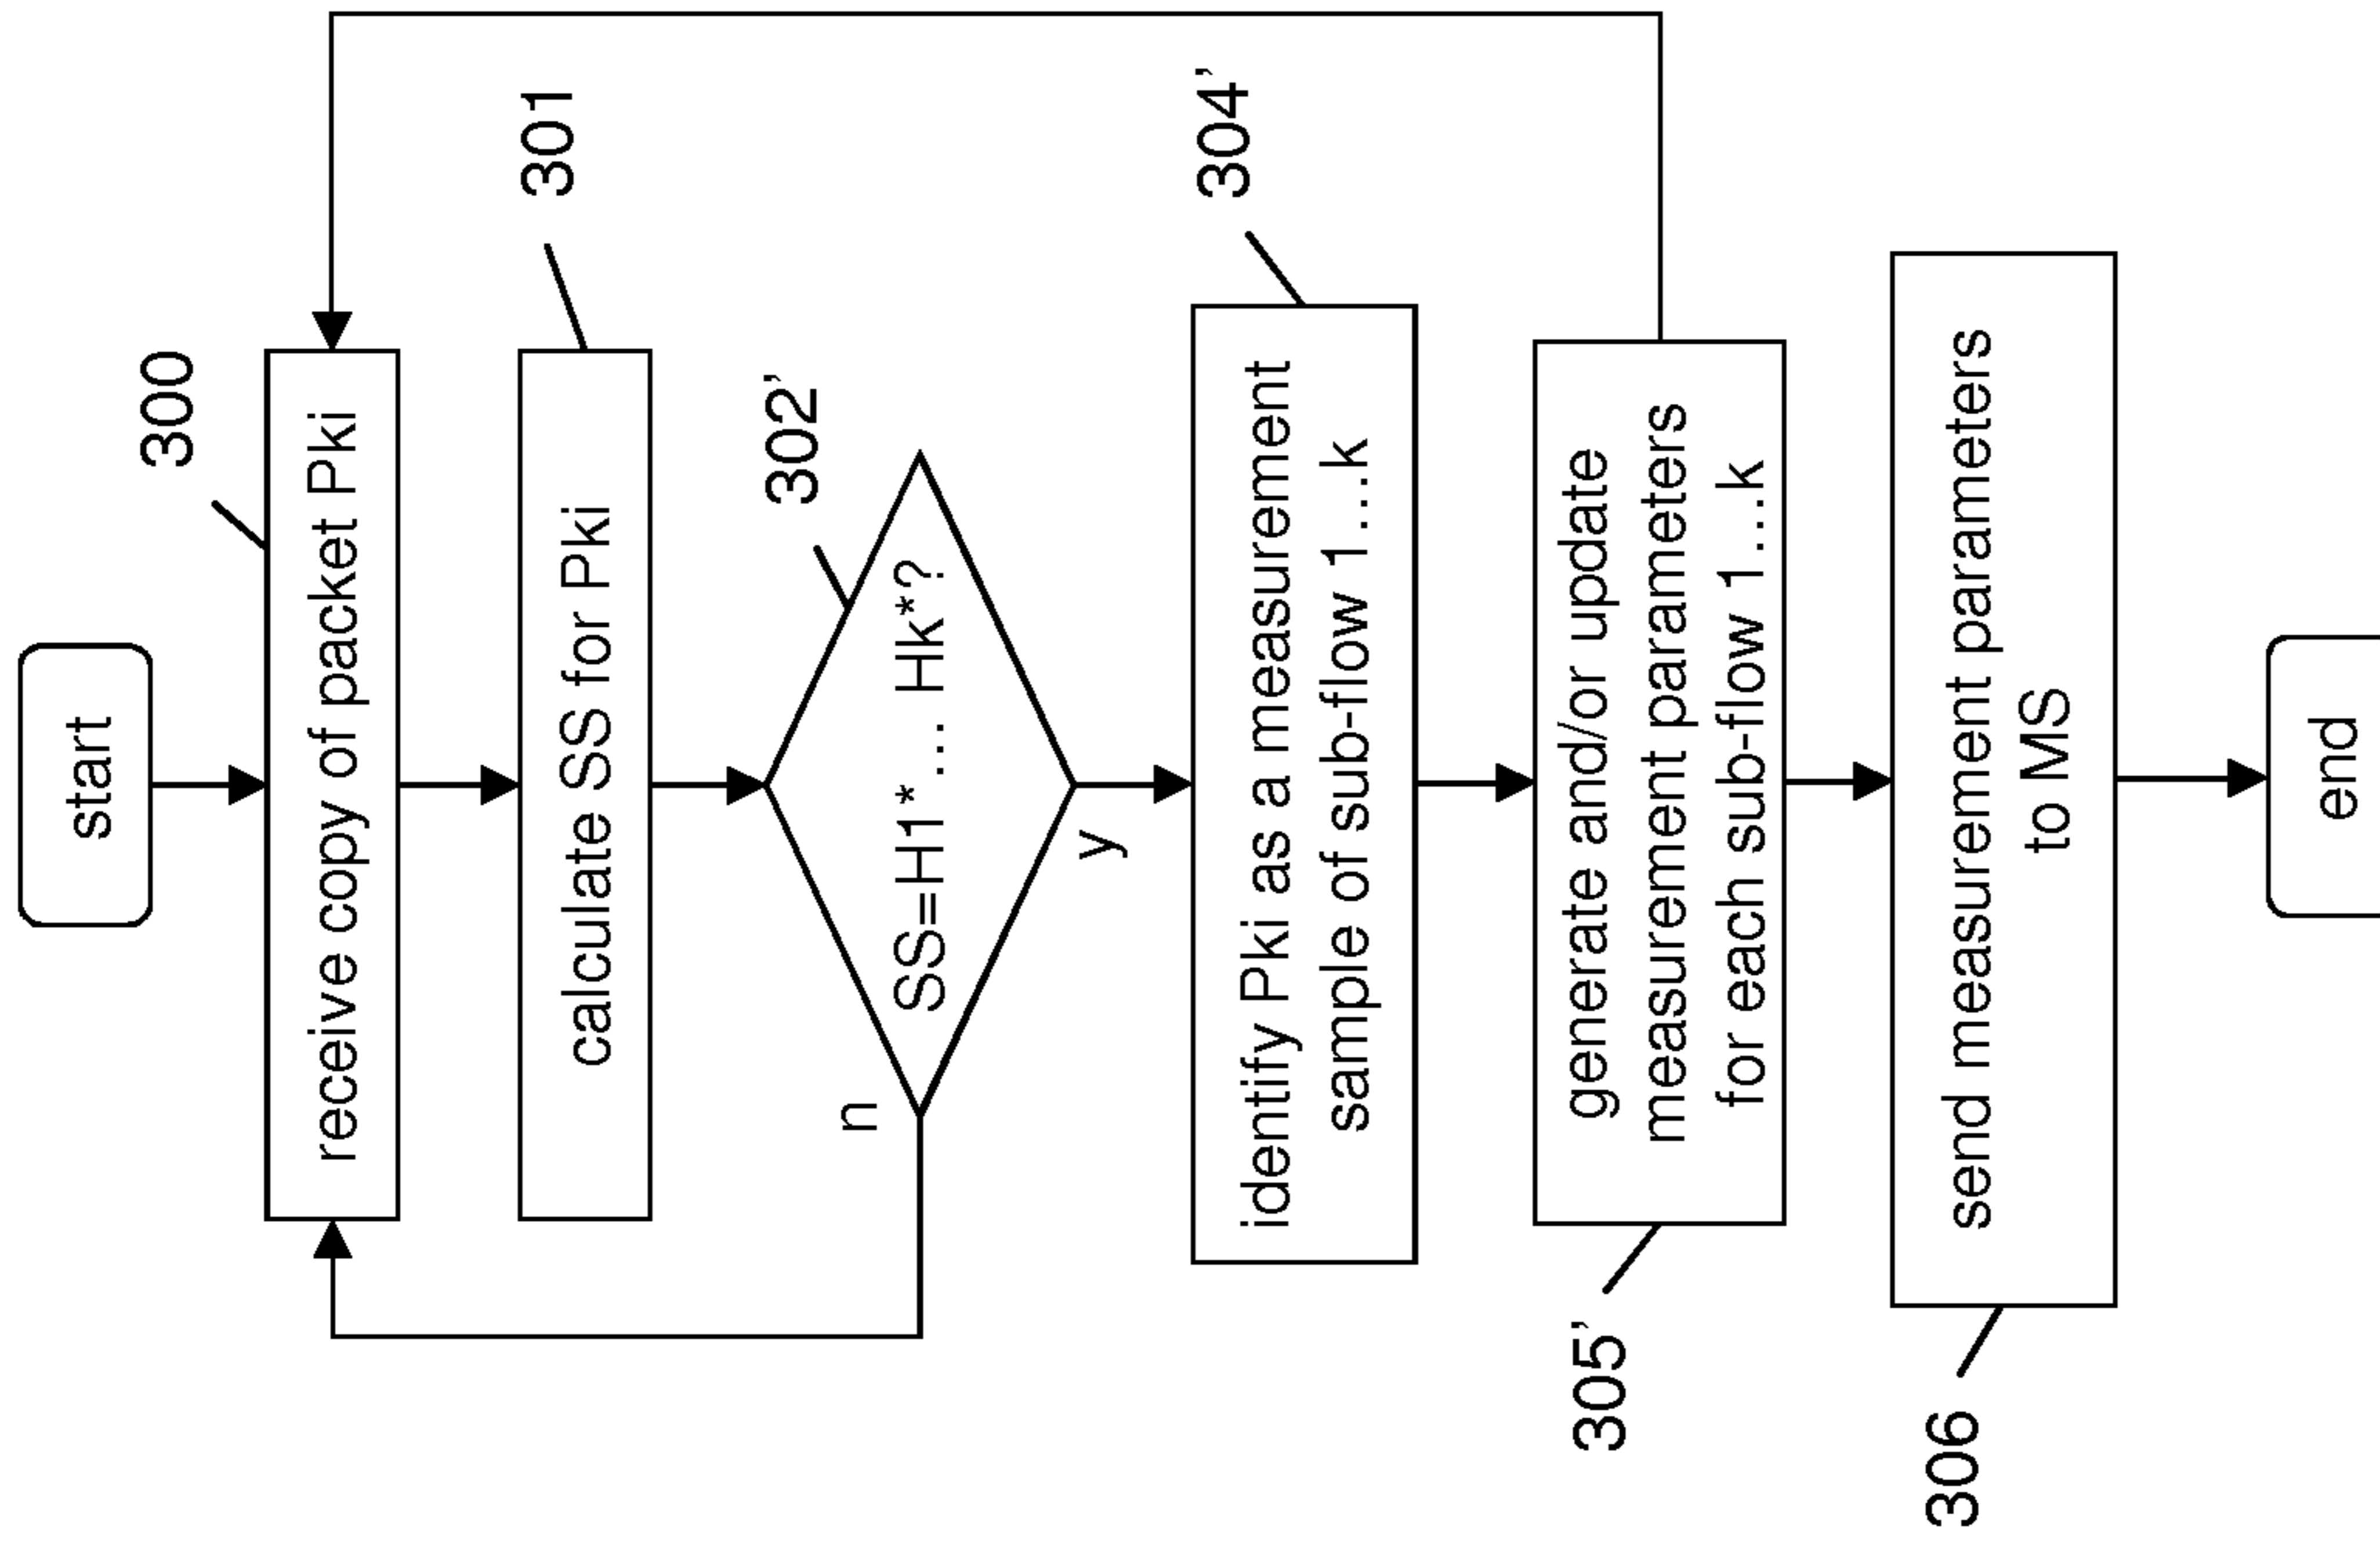 start
300
receive copy of packet Pki
301
calculate SS for Pki
302’
SS=H1*... Hk*?
n
y
304’
identify Pki as a measurement
sample of sub-flow 1...k
305’
generate and/or update
measurement parameters
for each sub-flow 1...k
306
send measurement parameters
to MS
end